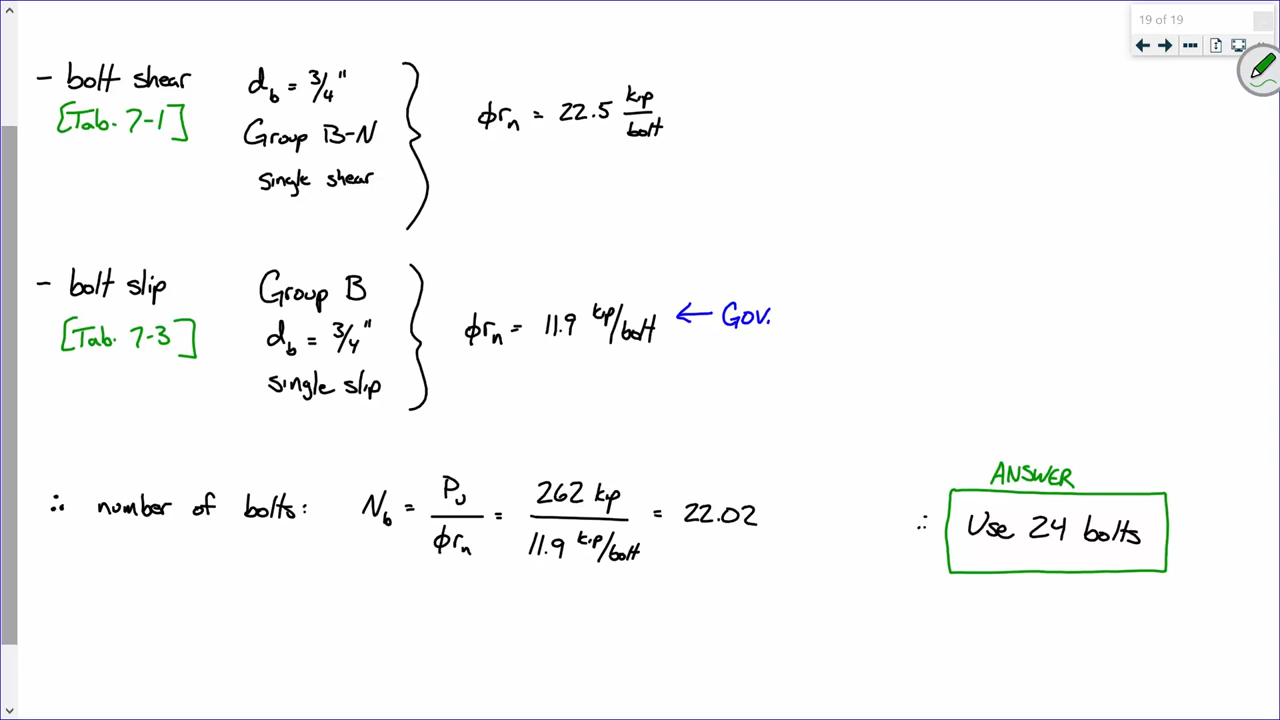 19 of 19
- bolt shear d_b = 3/4" ϕr_n = 22.5 kip/bolt
[Tab. 7-1] Group B-N
single shear
- bolt slip Group B ϕr_n = 11.9 kip/bolt ← Gov.
[Tab. 7-3] d_b = 3/4"
single slip
ANSWER
∴ number of bolts: N_b = P_u/ϕr_n = 262 kip/11.9 kip/bolt = 22.02 ∴ Use 24 bolts